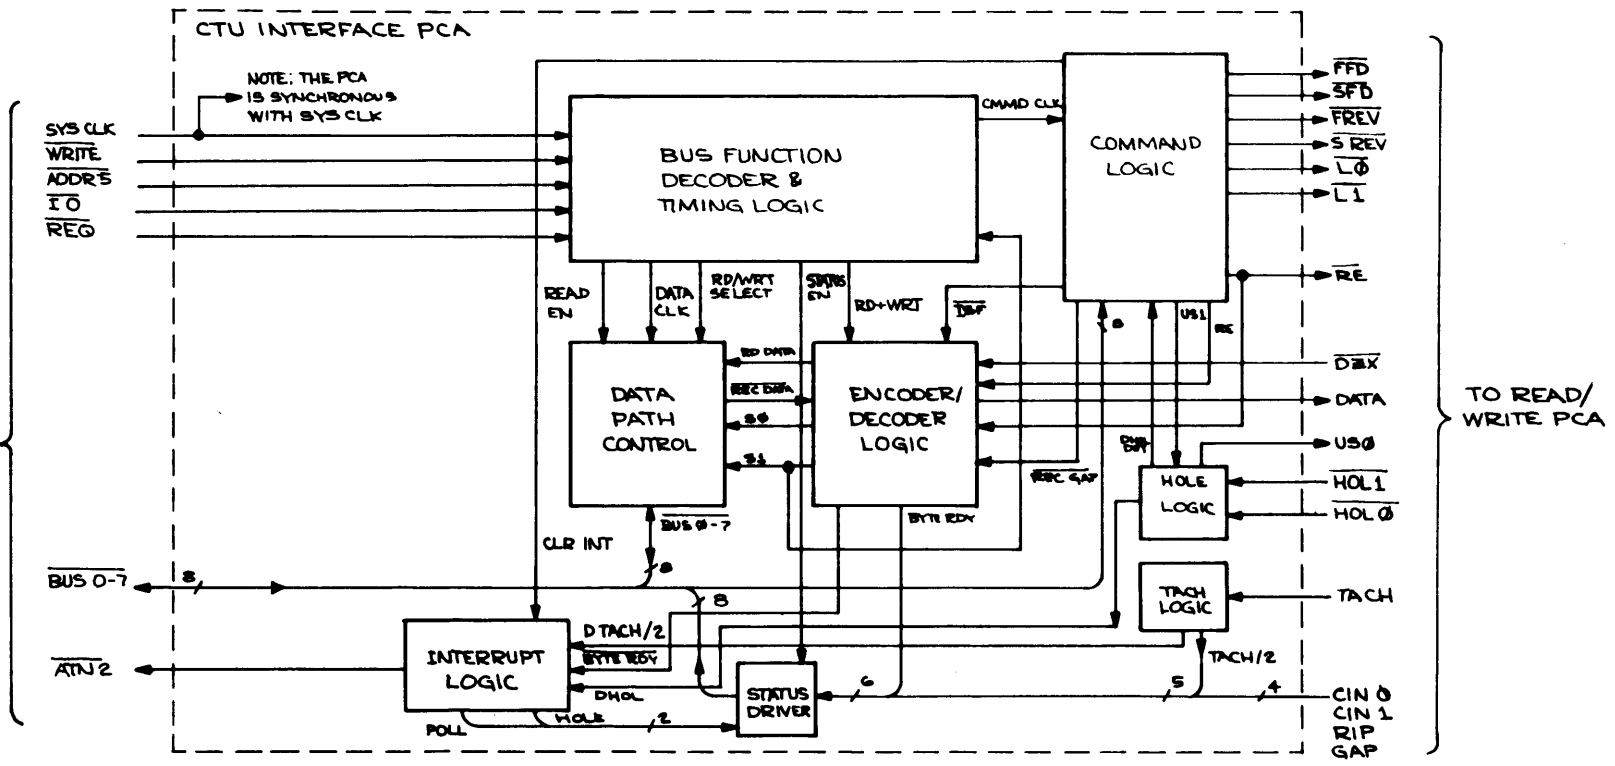 CTU INTERFACE PCA
NOTE: THE PCA
IS SYNCHRONOUS
WITH SYS CLK
SYS CLK
WRITE
ADDR5
IO
REQ
BUS FUNCTION
DECODER &
TIMING LOGIC
CMMD CLK
COMMAND
LOGIC
FFD
SFD
FREV
S REV
LØ
L1
RE
READ
EN
DATA
CLK
RD/WRT
SELECT
STATUS
EN
RD+WRT
8
US1
RE
DATA
PATH
CONTROL
RD DATA
REC DATA
SØ
S1
ENCODER/
DECODER
LOGIC
DATA
TO READ/
WRITE PCA
USØ
REC GAP
HOLE
LOGIC
HOL1
HOLØ
BUS Ø-7
BYTE RDY
CLR INT
BUS 0-7
8
8
8
TACH
LOGIC
TACH
INTERRUPT
LOGIC
D TACH/2
BYTE RDY
DHOL
ATN2
TACH/2
STATUS
DRIVER
6
5
4
CIN Ø
CIN 1
RIP
GAP
POLL
HOLE
2